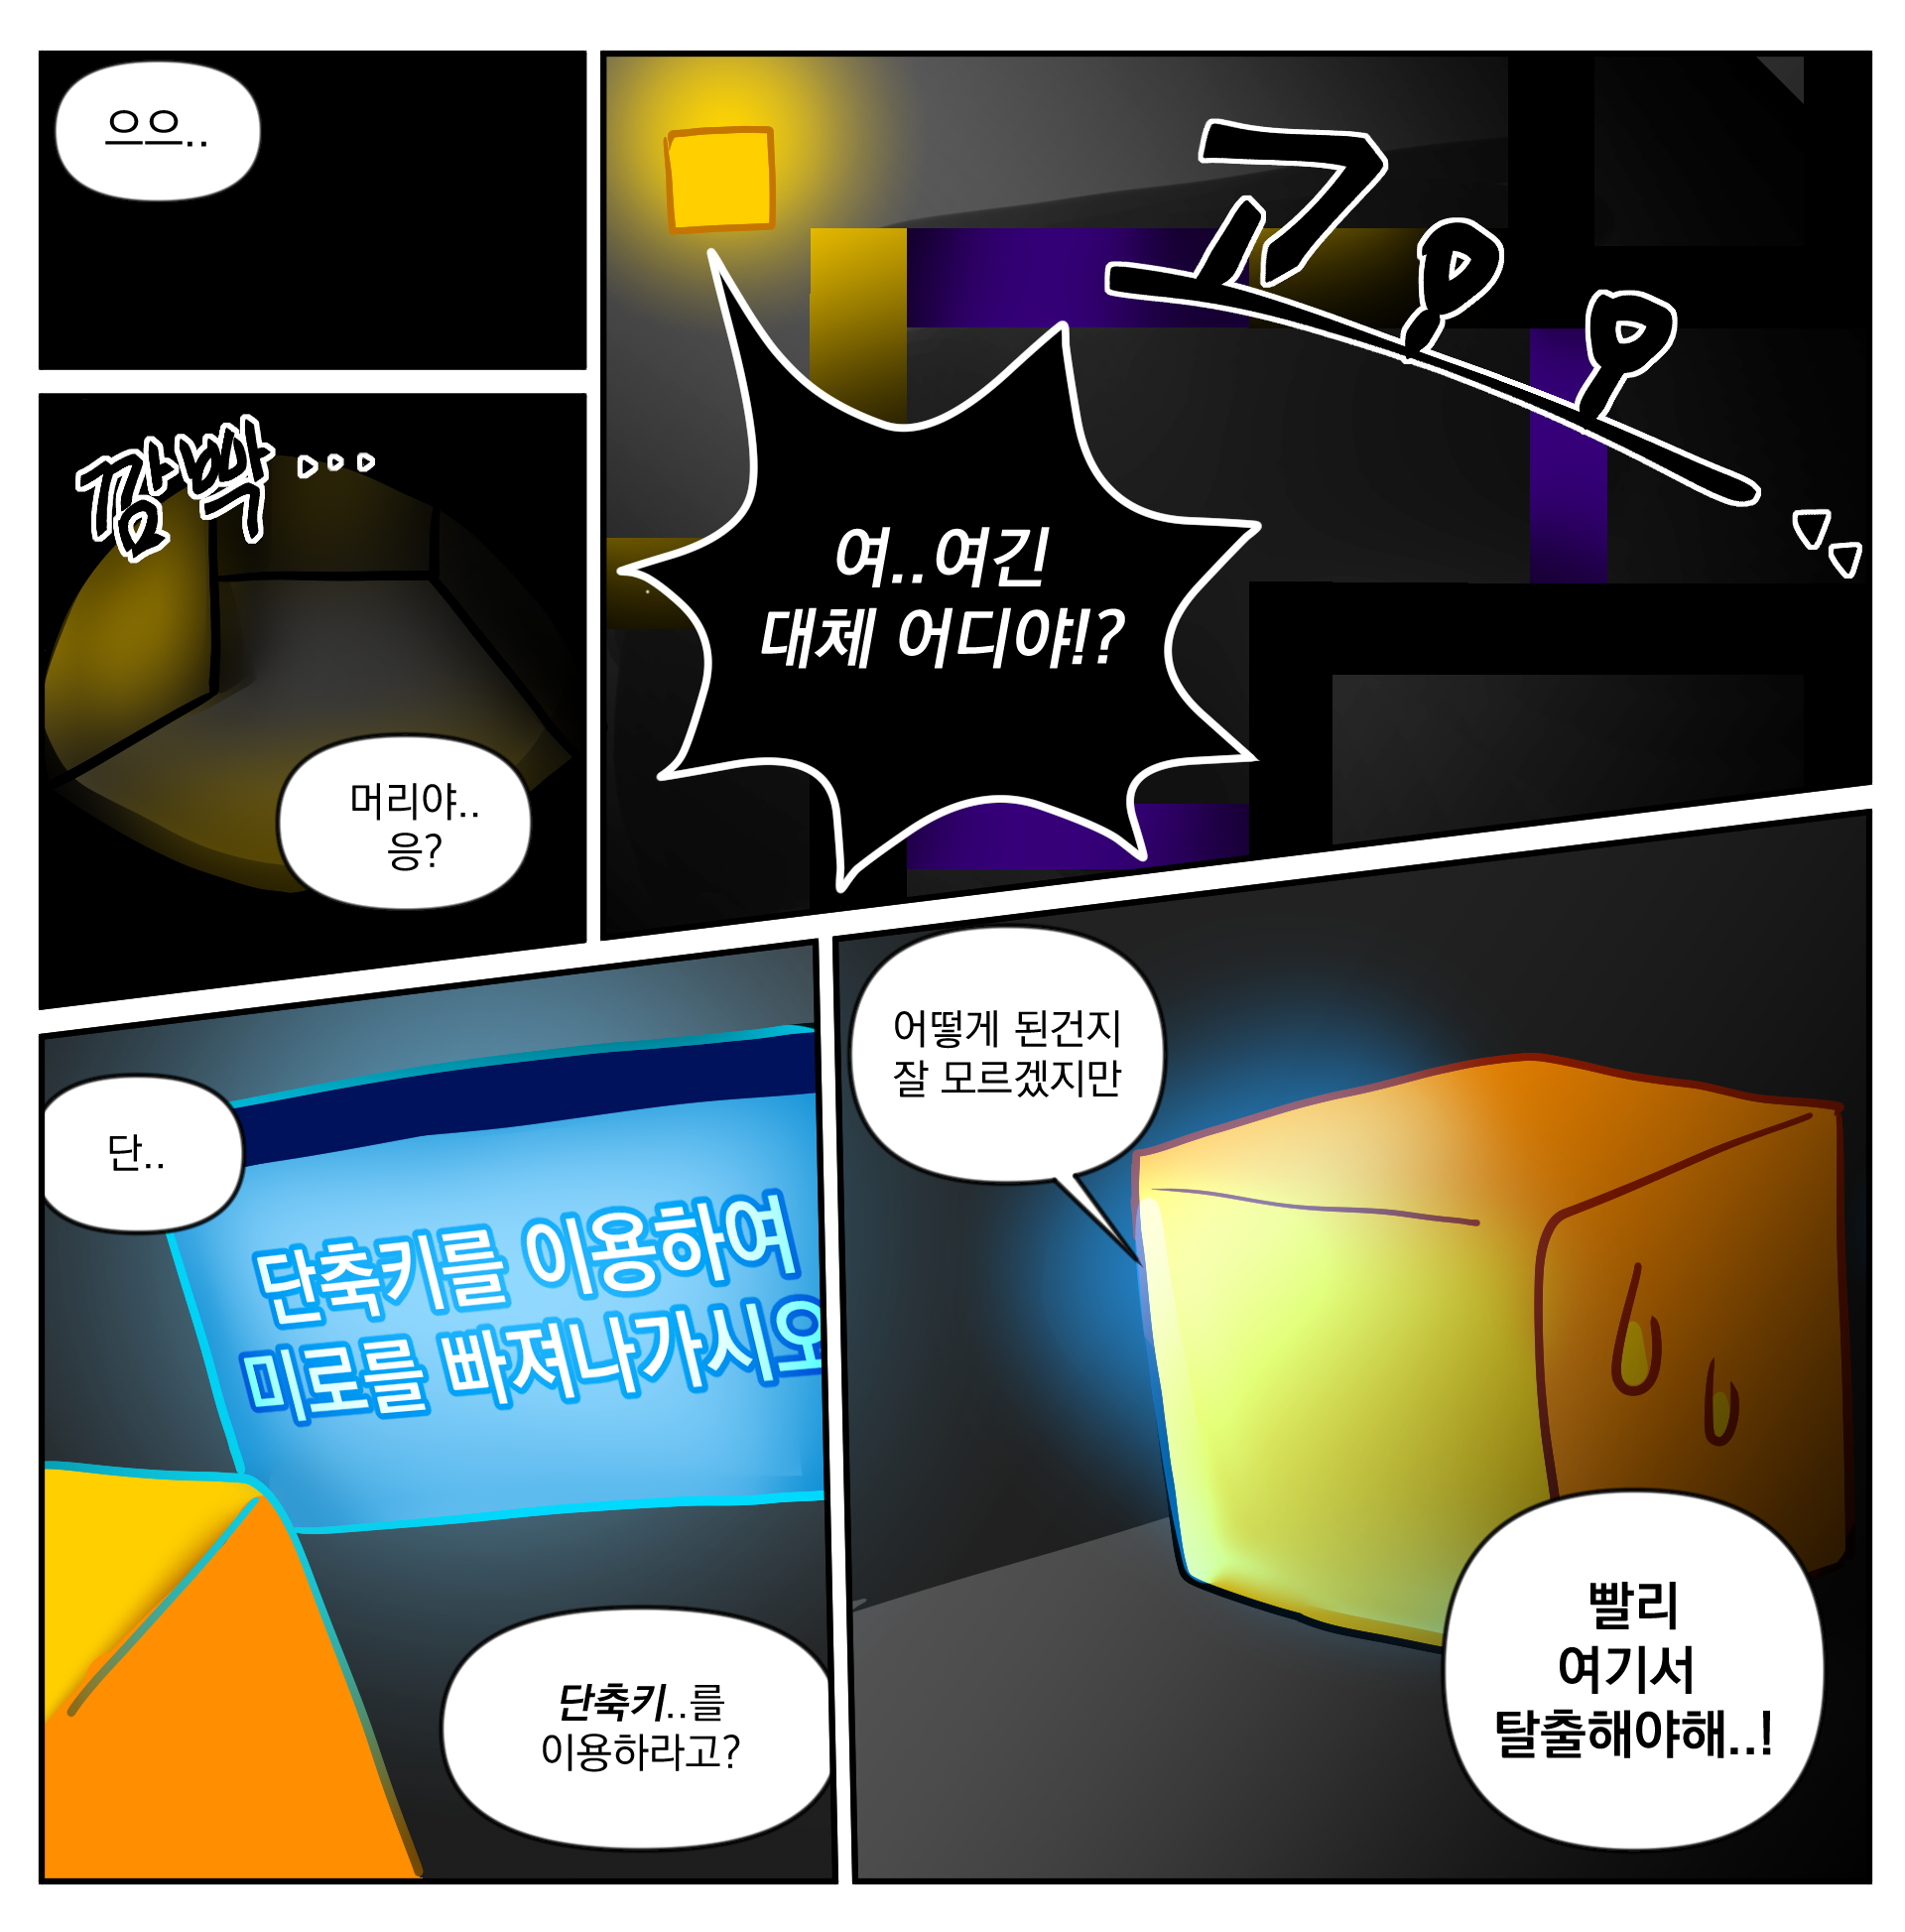 으으..
깜빡...
머리야..
응?
고오오..
여..여긴
대체 어디야!?
단..
단축키를 이용하여
미로를 빠져나가시오
단축키..를
이용하라고?
어떻게 된건지
잘 모르겠지만
빨리
여기서
탈출해야해..!